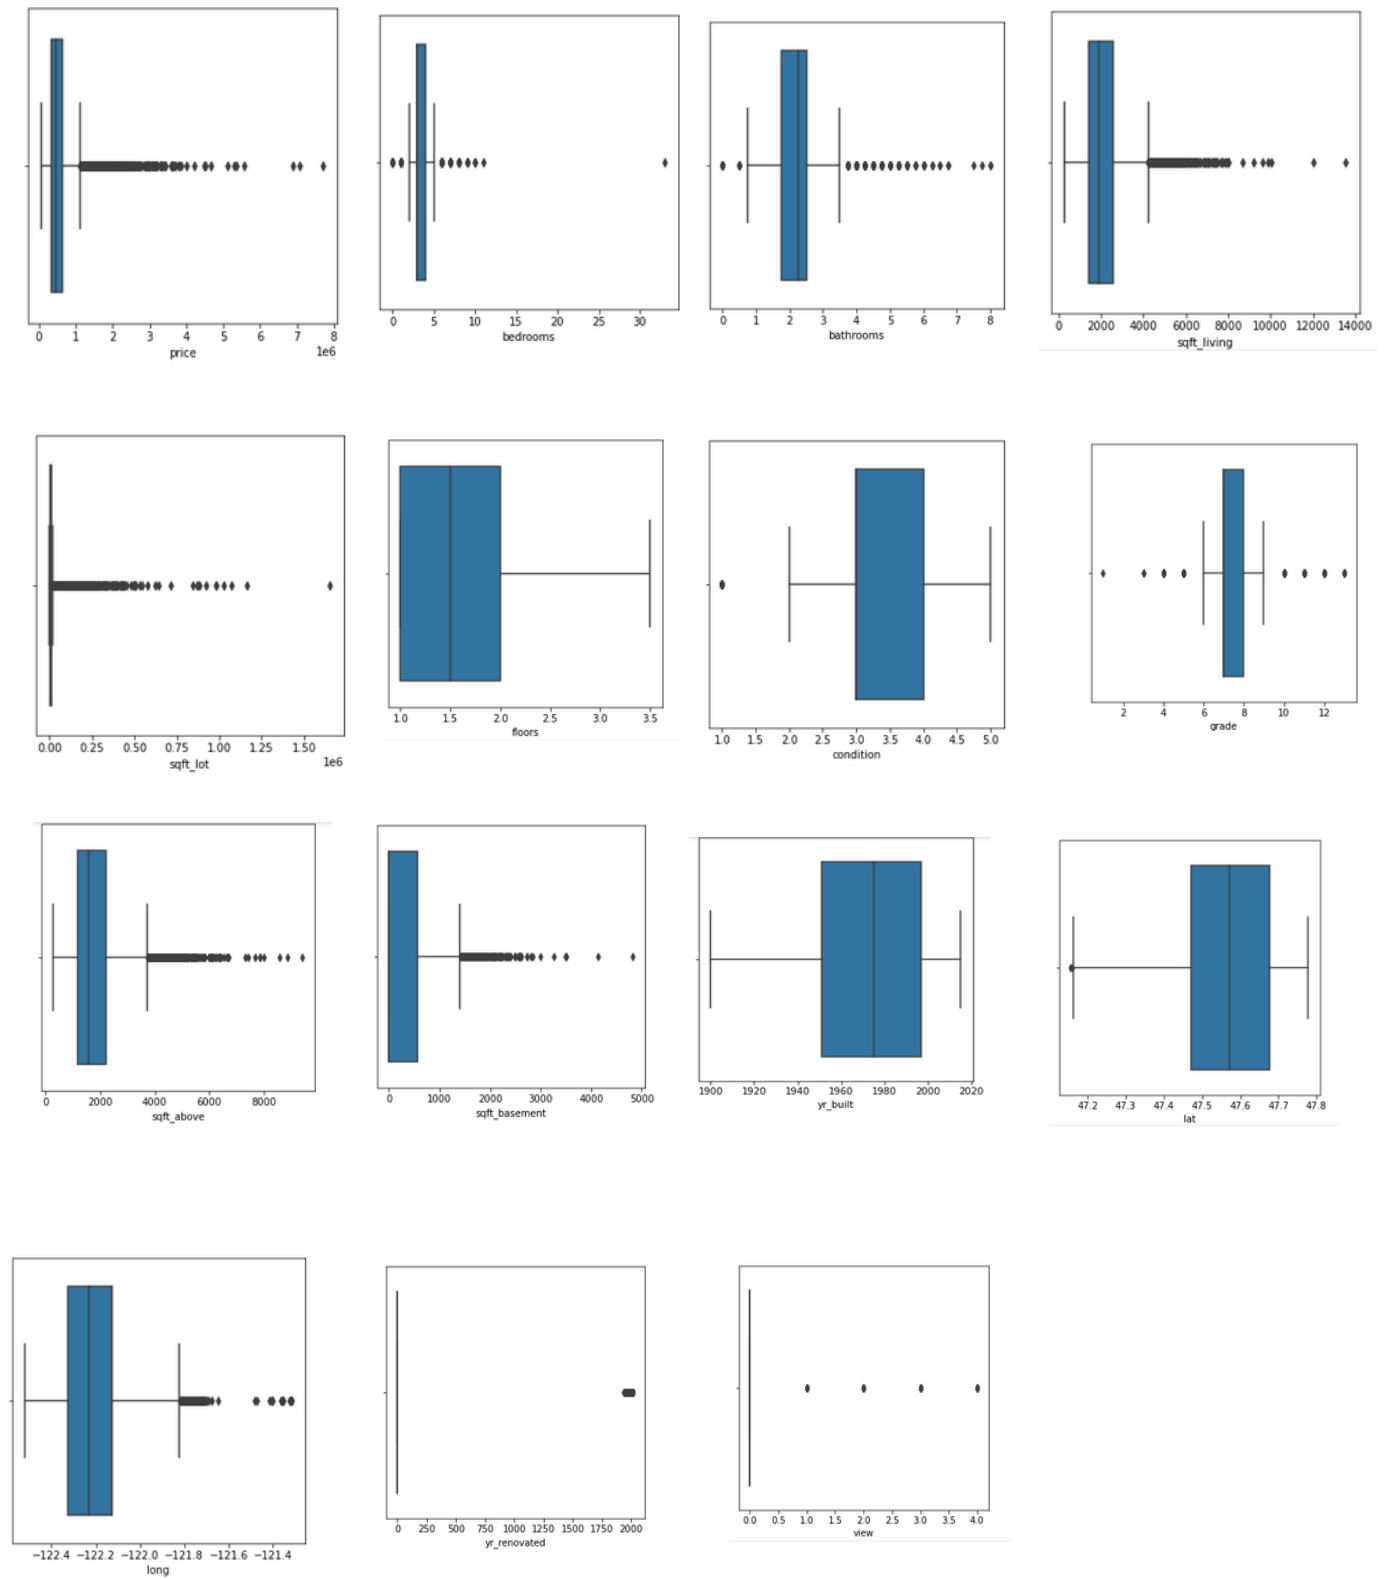 0 1 2 3 4 5 6 7 8
price 1e6
0 5 10 15 20 25 30
bedrooms
0 1 2 3 4 5 6 7 8
bathrooms
0 2000 4000 6000 8000 10000 12000 14000
sqft_living
0.00 0.25 0.50 0.75 1.00 1.25 1.50
sqft_lot 1e6
1.0 1.5 2.0 2.5 3.0 3.5
floors
1.0 1.5 2.0 2.5 3.0 3.5 4.0 4.5 5.0
condition
2 4 6 8 10 12
grade
0 2000 4000 6000 8000
sqft_above
0 1000 2000 3000 4000 5000
sqft_basement
1900 1920 1940 1960 1980 2000 2020
yr_built
47.2 47.3 47.4 47.5 47.6 47.7 47.8
lat
−122.4 −122.2 −122.0 −121.8 −121.6 −121.4
long
0 250 500 750 1000 1250 1500 1750 2000
yr_renovated
0.0 0.5 1.0 1.5 2.0 2.5 3.0 3.5 4.0
view